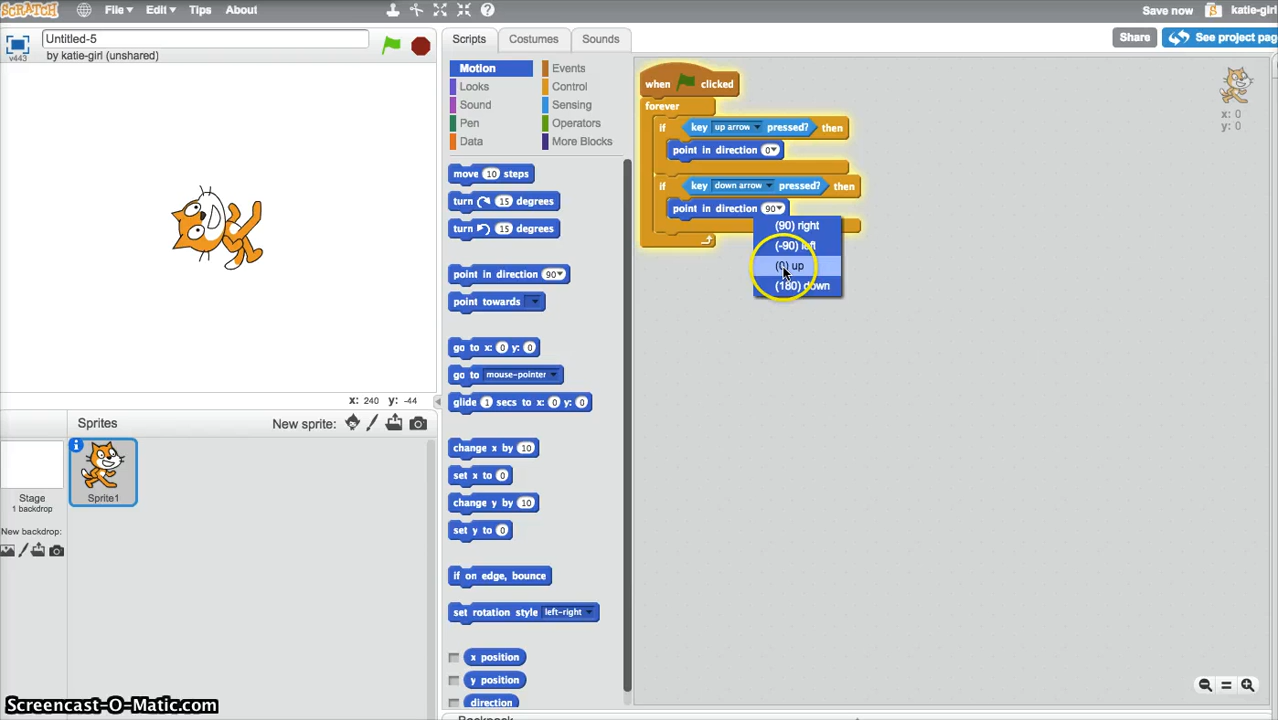 SCRATCH File Edit Tips About Save now katie-girl
v443 Untitled-5
by katie-girl (unshared)
Scripts Costumes Sounds Share See project pag
Motion Events
Looks Control
Sound Sensing
Pen Operators
Data More Blocks
move 10 steps
turn 15 degrees
turn 15 degrees
point in direction 90
point towards
go to x: 0 y: 0
go to mouse-pointer
glide 1 secs to x: 0 y: 0
change x by 10
set x to 0
change y by 10
set y to 0
if on edge, bounce
set rotation style left-right
x position
y position
direction
when clicked
forever
if key up arrow pressed? then
point in direction 0
if key down arrow pressed? then
point in direction 90
(90) right
(-90) left
(0) up
(180) down
x: 0
y: 0
x: 240 y: -44
Sprites New sprite:
Stage
1 backdrop
New backdrop:
Sprite1
Screencast-O-Matic.com